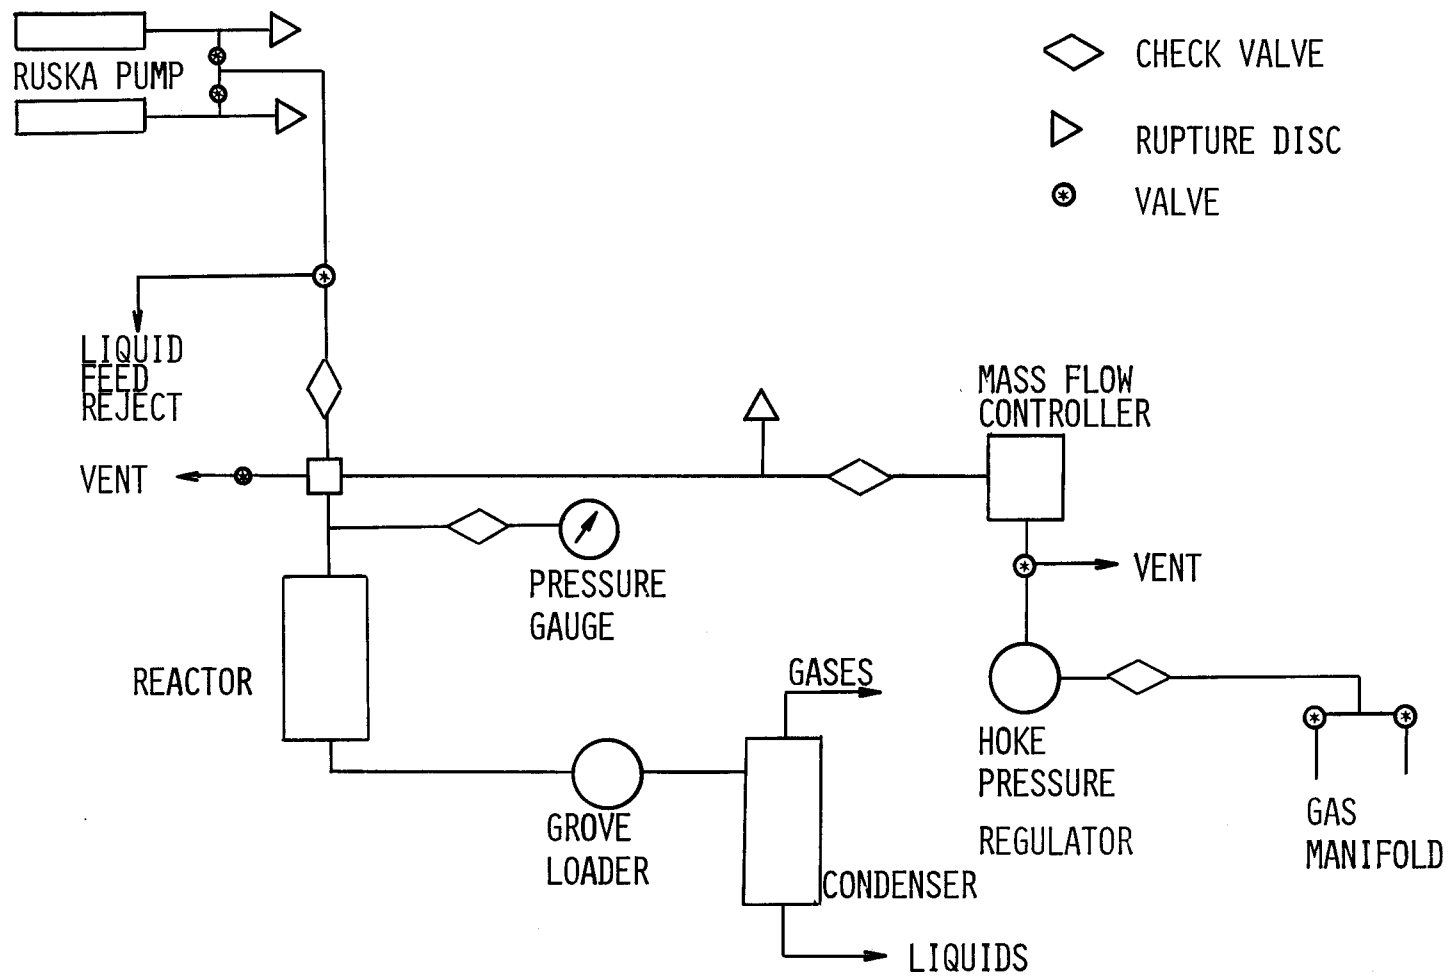 RUSKA PUMP
CHECK VALVE
RUPTURE DISC
VALVE
LIQUID
FEED
REJECT
MASS FLOW
CONTROLLER
VENT
PRESSURE
GAUGE
VENT
REACTOR
GASES
HOKE
PRESSURE
REGULATOR
GAS
MANIFOLD
GROVE
LOADER
CONDENSER
LIQUIDS